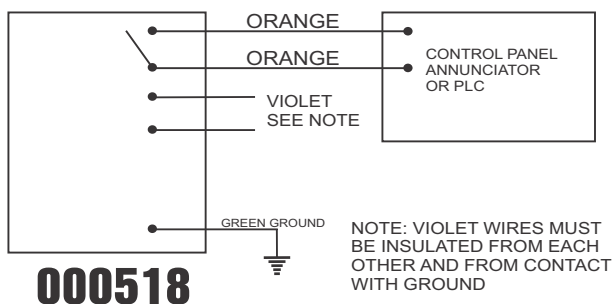 ORANGE
ORANGE
CONTROL PANEL
ANNUNCIATOR
OR PLC
VIOLET
SEE NOTE
GREEN GROUND
NOTE: VIOLET WIRES MUST
BE INSULATED FROM EACH
OTHER AND FROM CONTACT
WITH GROUND
000518